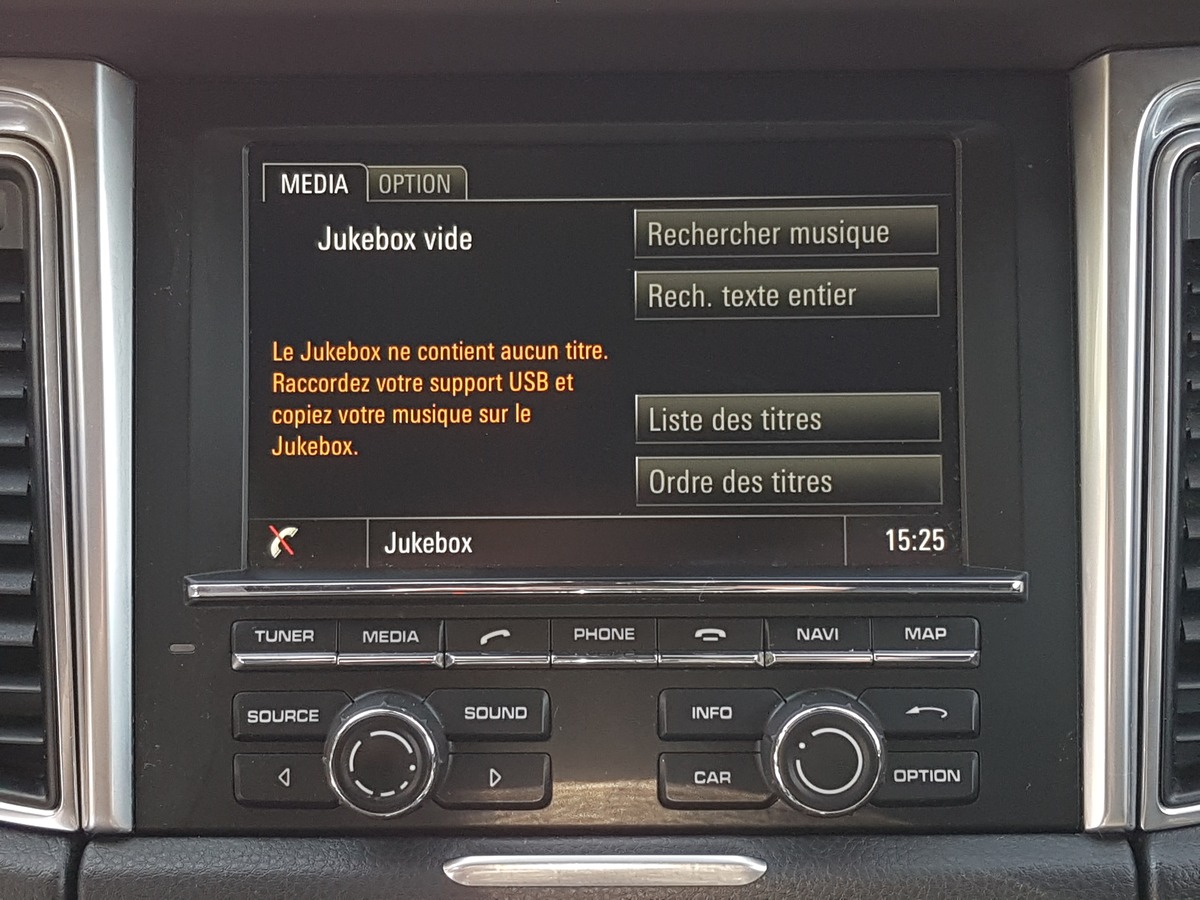 MEDIA OPTION
Jukebox vide
Rechercher musique
Rech. texte entier
Le Jukebox ne contient aucun titre.
Raccordez votre support USB et
copiez votre musique sur le
Jukebox.
Liste des titres
Ordre des titres
Jukebox 15:25
TUNER MEDIA PHONE NAVI MAP
SOURCE SOUND INFO
CAR OPTION